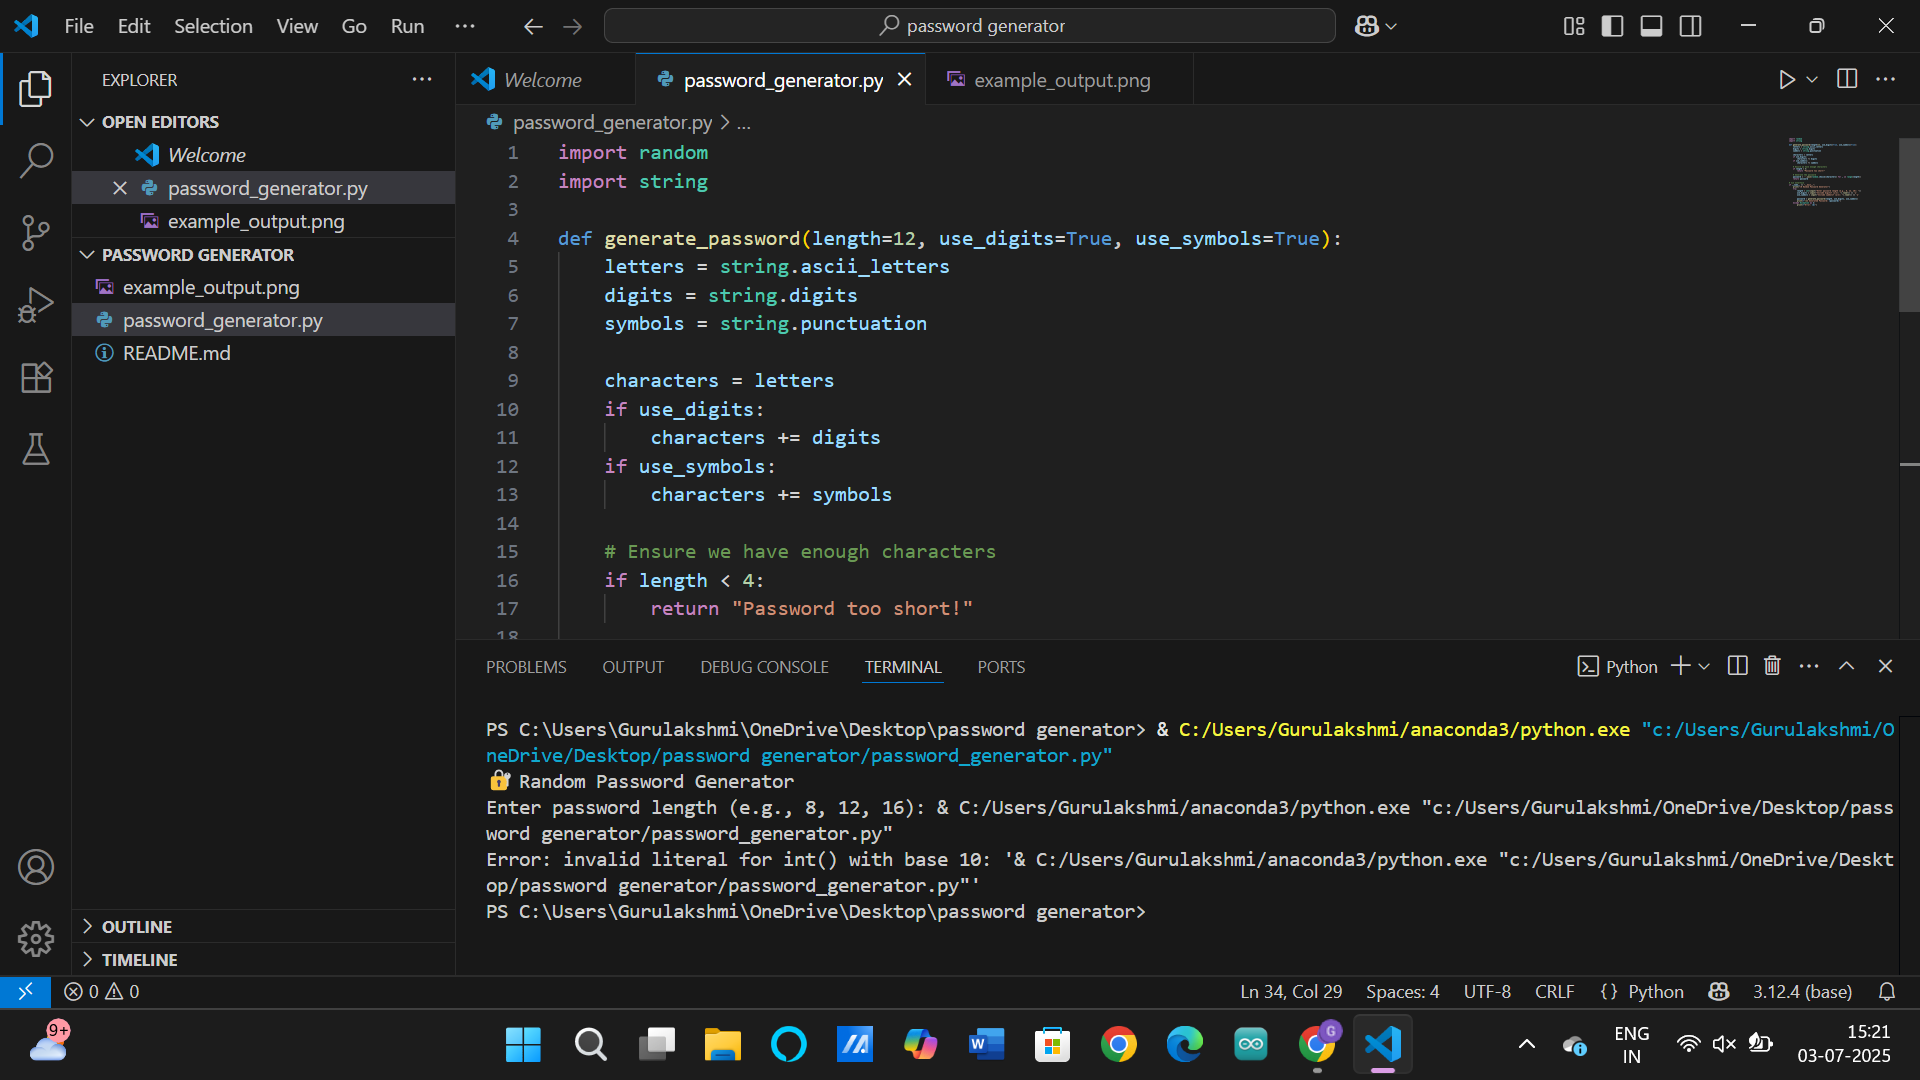 File Edit Selection View Go Run ... password generator
EXPLORER ...
OPEN EDITORS
Welcome
password_generator.py
example_output.png
PASSWORD GENERATOR
example_output.png
password_generator.py
README.md
OUTLINE
TIMELINE
Welcome password_generator.py example_output.png
password_generator.py > ...
1 import random
2 import string
3
4 def generate_password(length=12, use_digits=True, use_symbols=True):
5 letters = string.ascii_letters
6 digits = string.digits
7 symbols = string.punctuation
8
9 characters = letters
10 if use_digits:
11 characters += digits
12 if use_symbols:
13 characters += symbols
14
15 # Ensure we have enough characters
16 if length < 4:
17 return "Password too short!"
18
PROBLEMS OUTPUT DEBUG CONSOLE TERMINAL PORTS Python
PS C:\Users\Gurulakshmi\OneDrive\Desktop\password generator> & C:/Users/Gurulakshmi/anaconda3/python.exe "c:/Users/Gurulakshmi/O
neDrive/Desktop/password generator/password_generator.py"
🔐 Random Password Generator
Enter password length (e.g., 8, 12, 16): & C:/Users/Gurulakshmi/anaconda3/python.exe "c:/Users/Gurulakshmi/OneDrive/Desktop/pass
word generator/password_generator.py"
Error: invalid literal for int() with base 10: '& C:/Users/Gurulakshmi/anaconda3/python.exe "c:/Users/Gurulakshmi/OneDrive/Deskt
op/password generator/password_generator.py"'
PS C:\Users\Gurulakshmi\OneDrive\Desktop\password generator>
0 0 Ln 34, Col 29 Spaces: 4 UTF-8 CRLF {} Python 3.12.4 (base)
9+ W G ENG 15:21
IN 03-07-2025